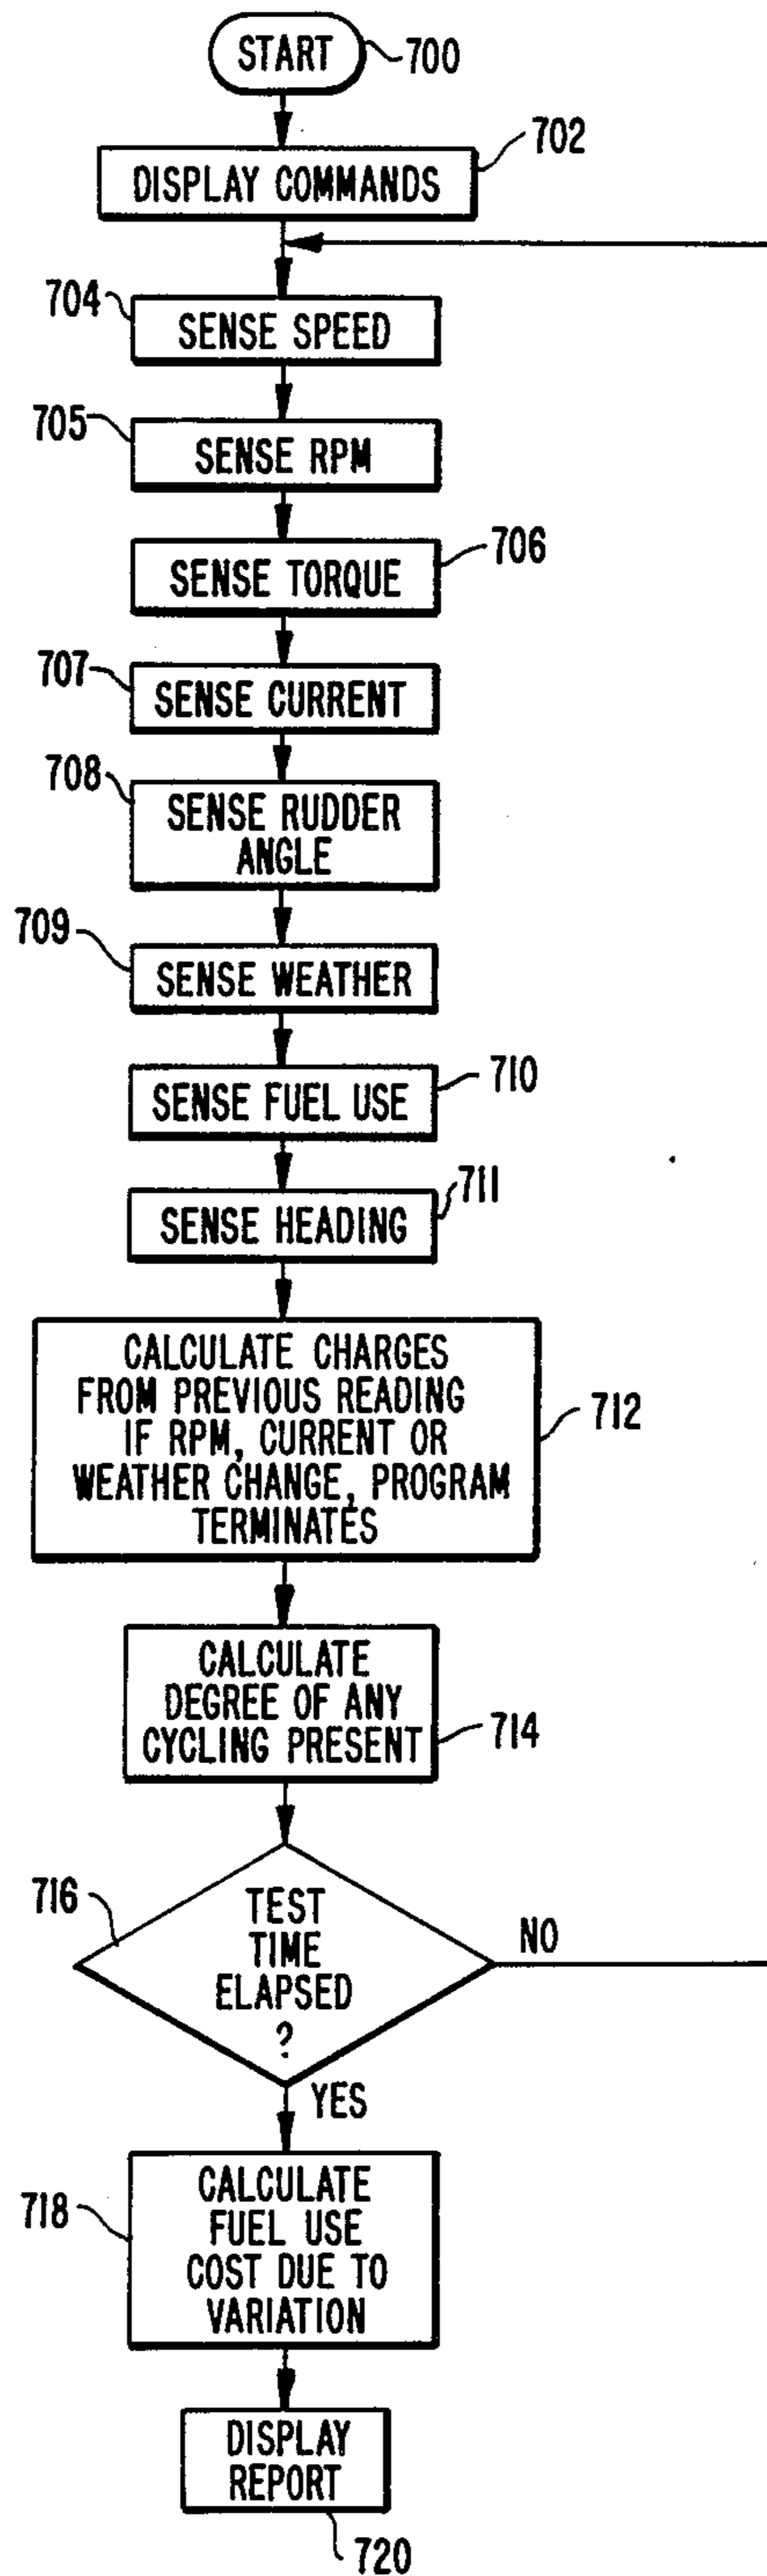 START
700
702
DISPLAY COMMANDS
704
SENSE SPEED
705
SENSE RPM
706
SENSE TORQUE
707
SENSE CURRENT
708
SENSE RUDDER
ANGLE
709
SENSE WEATHER
710
SENSE FUEL USE
711
SENSE HEADING
CALCULATE CHARGES
FROM PREVIOUS READING
IF RPM, CURRENT OR
WEATHER CHANGE, PROGRAM
TERMINATES
712
CALCULATE
DEGREE OF ANY
CYCLING PRESENT
714
716
TEST
TIME
ELAPSED
?
NO
YES
718
CALCULATE
FUEL USE
COST DUE TO
VARIATION
DISPLAY
REPORT
720